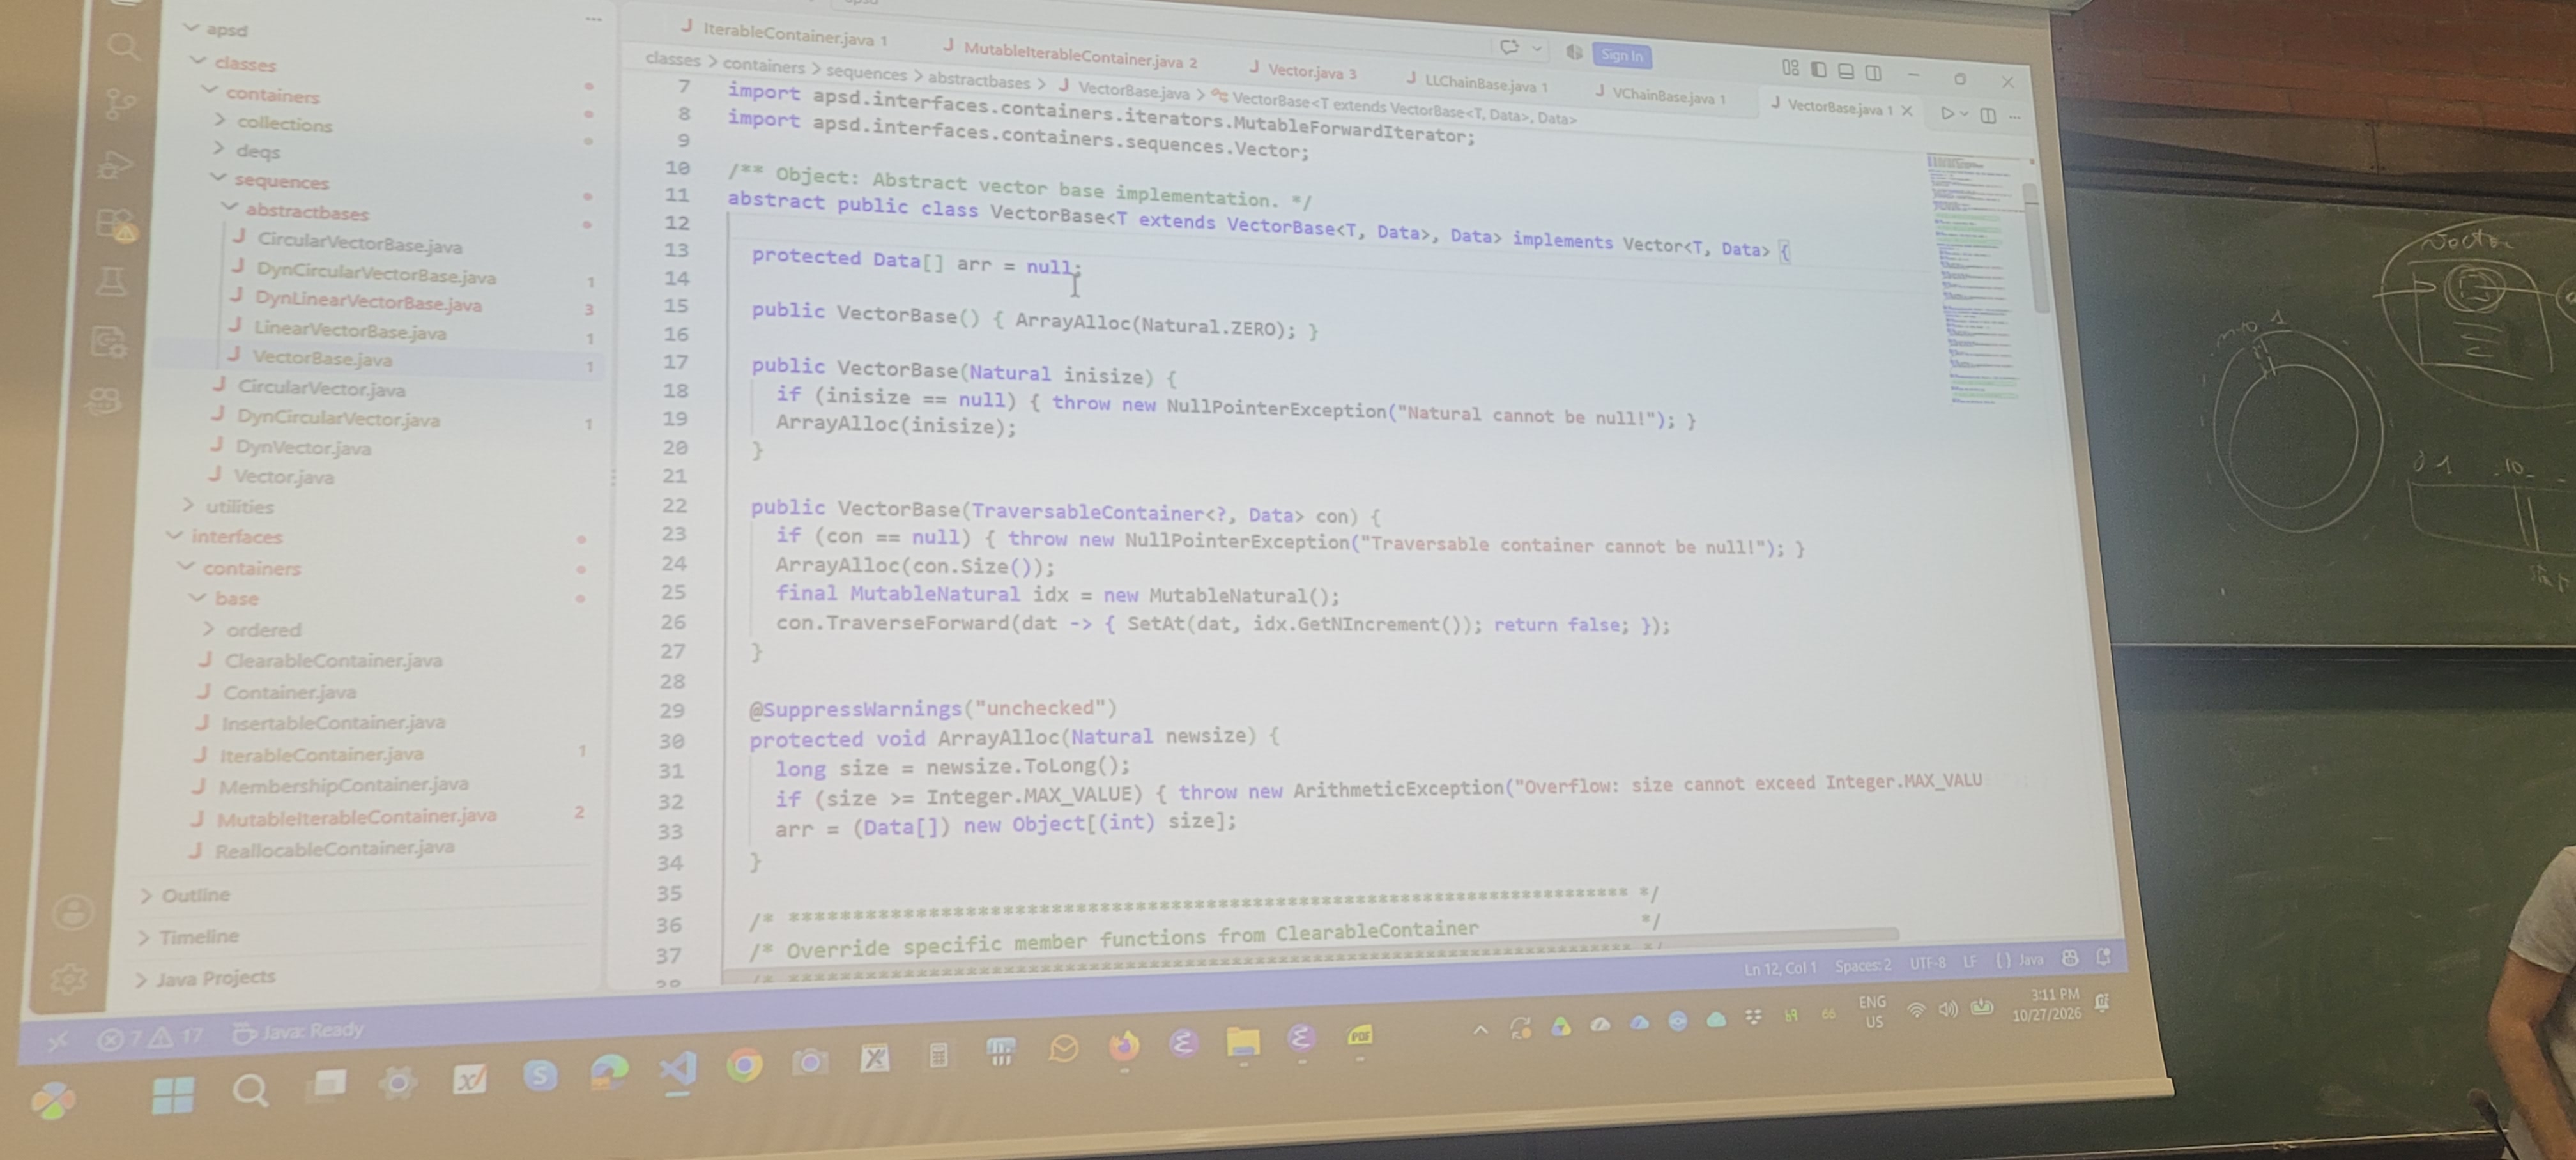 apsd
classes
containers
collections
deqs
sequences
abstractbases
CircularVectorBase.java
DynCircularVectorBase.java 1
DynLinearVectorBase.java 3
LinearVectorBase.java 1
VectorBase.java 1
CircularVector.java
DynCircularVector.java 1
DynVector.java
Vector.java
utilities
interfaces
containers
base
ordered
ClearableContainer.java
Container.java
InsertableContainer.java
IterableContainer.java 1
MembershipContainer.java
MutableIterableContainer.java 2
ReallocableContainer.java
Outline
Timeline
Java Projects
Sign In
IterableContainer.java 1 MutableIterableContainer.java 2 Vector.java 3 LLChainBase.java 1 VChainBase.java 1 VectorBase.java 1
classes > containers > sequences > abstractbases > VectorBase.java > VectorBase<T extends VectorBase<T, Data>, Data>
7 import apsd.interfaces.containers.iterators.MutableForwardIterator;
8 import apsd.interfaces.containers.sequences.Vector;
9
10 /** Object: Abstract vector base implementation. */
11 abstract public class VectorBase<T extends VectorBase<T, Data>, Data> implements Vector<T, Data> {
12
13 protected Data[] arr = null;
14
15 public VectorBase() { ArrayAlloc(Natural.ZERO); }
16
17 public VectorBase(Natural inisize) {
18 if (inisize == null) { throw new NullPointerException("Natural cannot be null!"); }
19 ArrayAlloc(inisize);
20 }
21
22 public VectorBase(TraversableContainer<?, Data> con) {
23 if (con == null) { throw new NullPointerException("Traversable container cannot be null!"); }
24 ArrayAlloc(con.Size());
25 final MutableNatural idx = new MutableNatural();
26 con.TraverseForward(dat -> { SetAt(dat, idx.GetNIncrement()); return false; });
27 }
28
29 @SuppressWarnings("unchecked")
30 protected void ArrayAlloc(Natural newsize) {
31 long size = newsize.ToLong();
32 if (size >= Integer.MAX_VALUE) { throw new ArithmeticException("Overflow: size cannot exceed Integer.MAX_VALU
33 arr = (Data[]) new Object[(int) size];
34 }
35
36 /* ************************************************************************ */
37 /* Override specific member functions from ClearableContainer */
7 17 Java: Ready
Ln 12, Col 1 Spaces: 2 UTF-8 LF {} Java
ENG
US
3:11 PM
10/27/2026
Vector
0 1 10